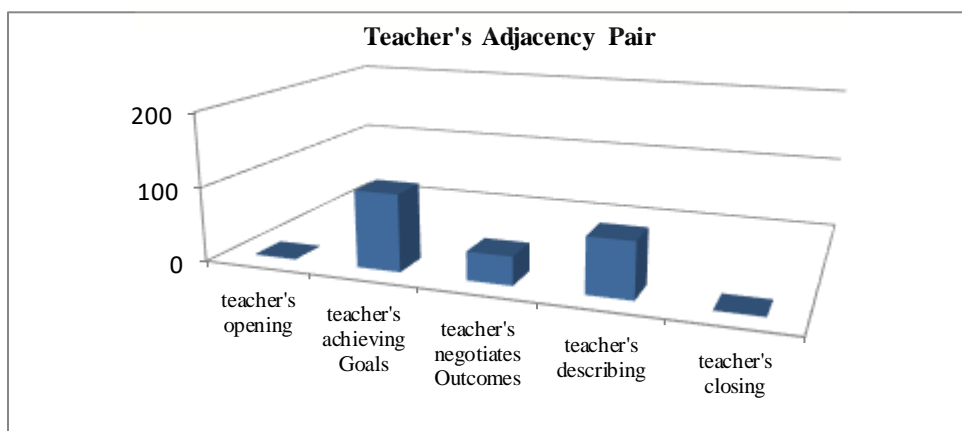 Teacher's Adjacency Pair
200
100
0
teacher's
opening
teacher's
achieving
Goals
teacher's
negotiates
Outcomes
teacher's
describing
teacher's
closing